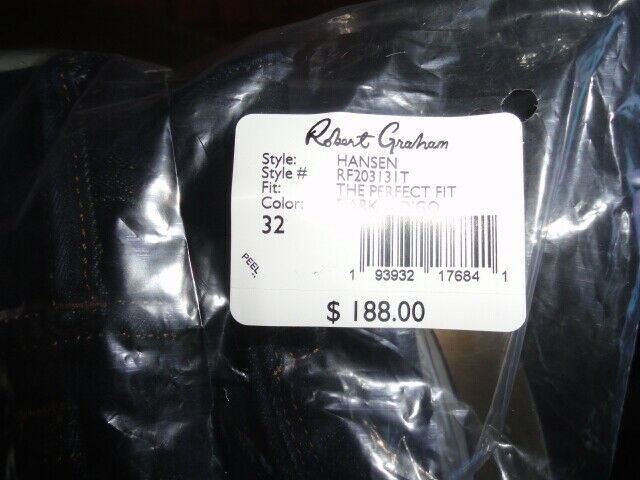 Robert Graham
Style: HANSEN
Style # RF203131T
Fit: THE PERFECT FIT
Color:
32
PEEL
1 93932 17684 1
$ 188.00